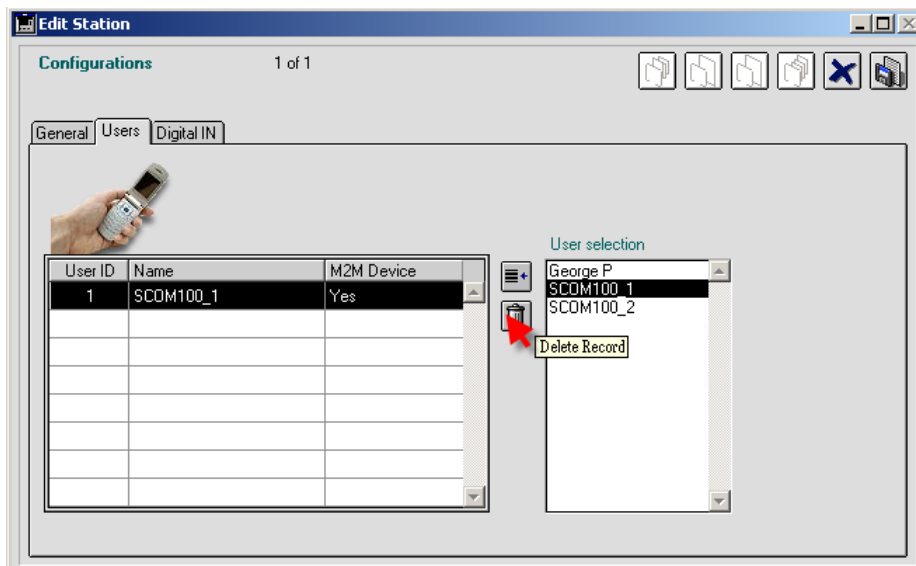 Edit Station
Configurations 1 of 1
General Users Digital IN
User selection
User ID Name M2M Device
1 SCOM100_1 Yes
George P
SCOM100_1
SCOM100_2
Delete Record